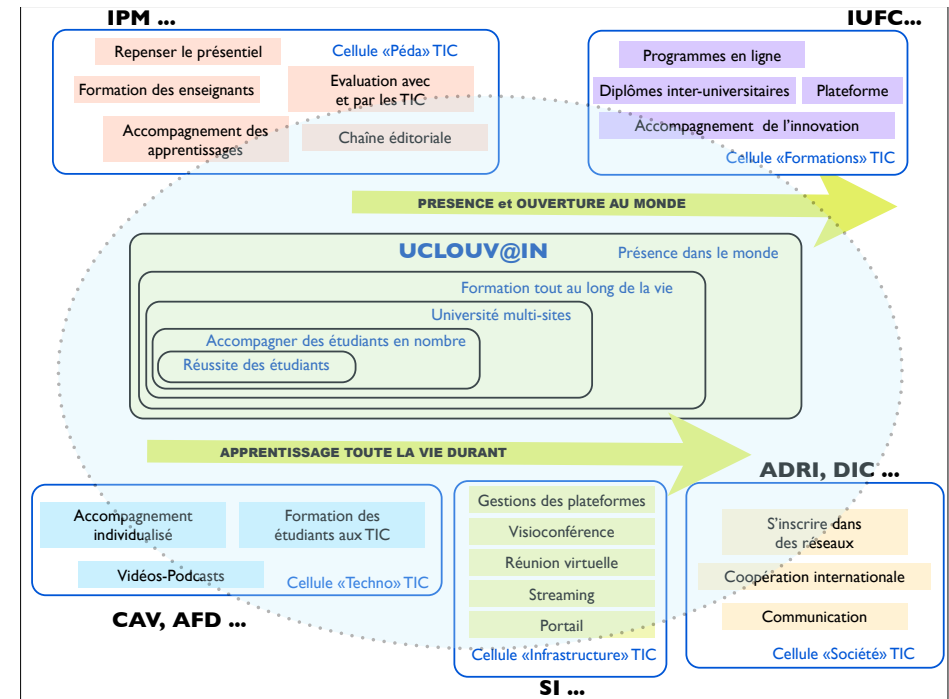 IPM ...
IUFC...
Repenser le présentiel
Cellule «Péda» TIC
Formation des enseignants
Evaluation avec
et par les TIC
Accompagnement des
apprentissages
Chaîne éditoriale
Programmes en ligne
Diplômes inter-universitaires
Plateforme
Accompagnement de l'innovation
Cellule «Formations» TIC
PRESENCE et OUVERTURE AU MONDE
UCLOUV@IN
Présence dans le monde
Formation tout au long de la vie
Université multi-sites
Accompagner des étudiants en nombre
Réussite des étudiants
APPRENTISSAGE TOUTE LA VIE DURANT
ADRI, DIC ...
Accompagnement
individualisé
Formation des
étudiants aux TIC
Vidéos-Podcasts
Cellule «Techno» TIC
CAV, AFD ...
Gestions des plateformes
Visioconférence
Réunion virtuelle
Streaming
Portail
Cellule «Infrastructure» TIC
SI ...
S'inscrire dans
des réseaux
Coopération internationale
Communication
Cellule «Société» TIC